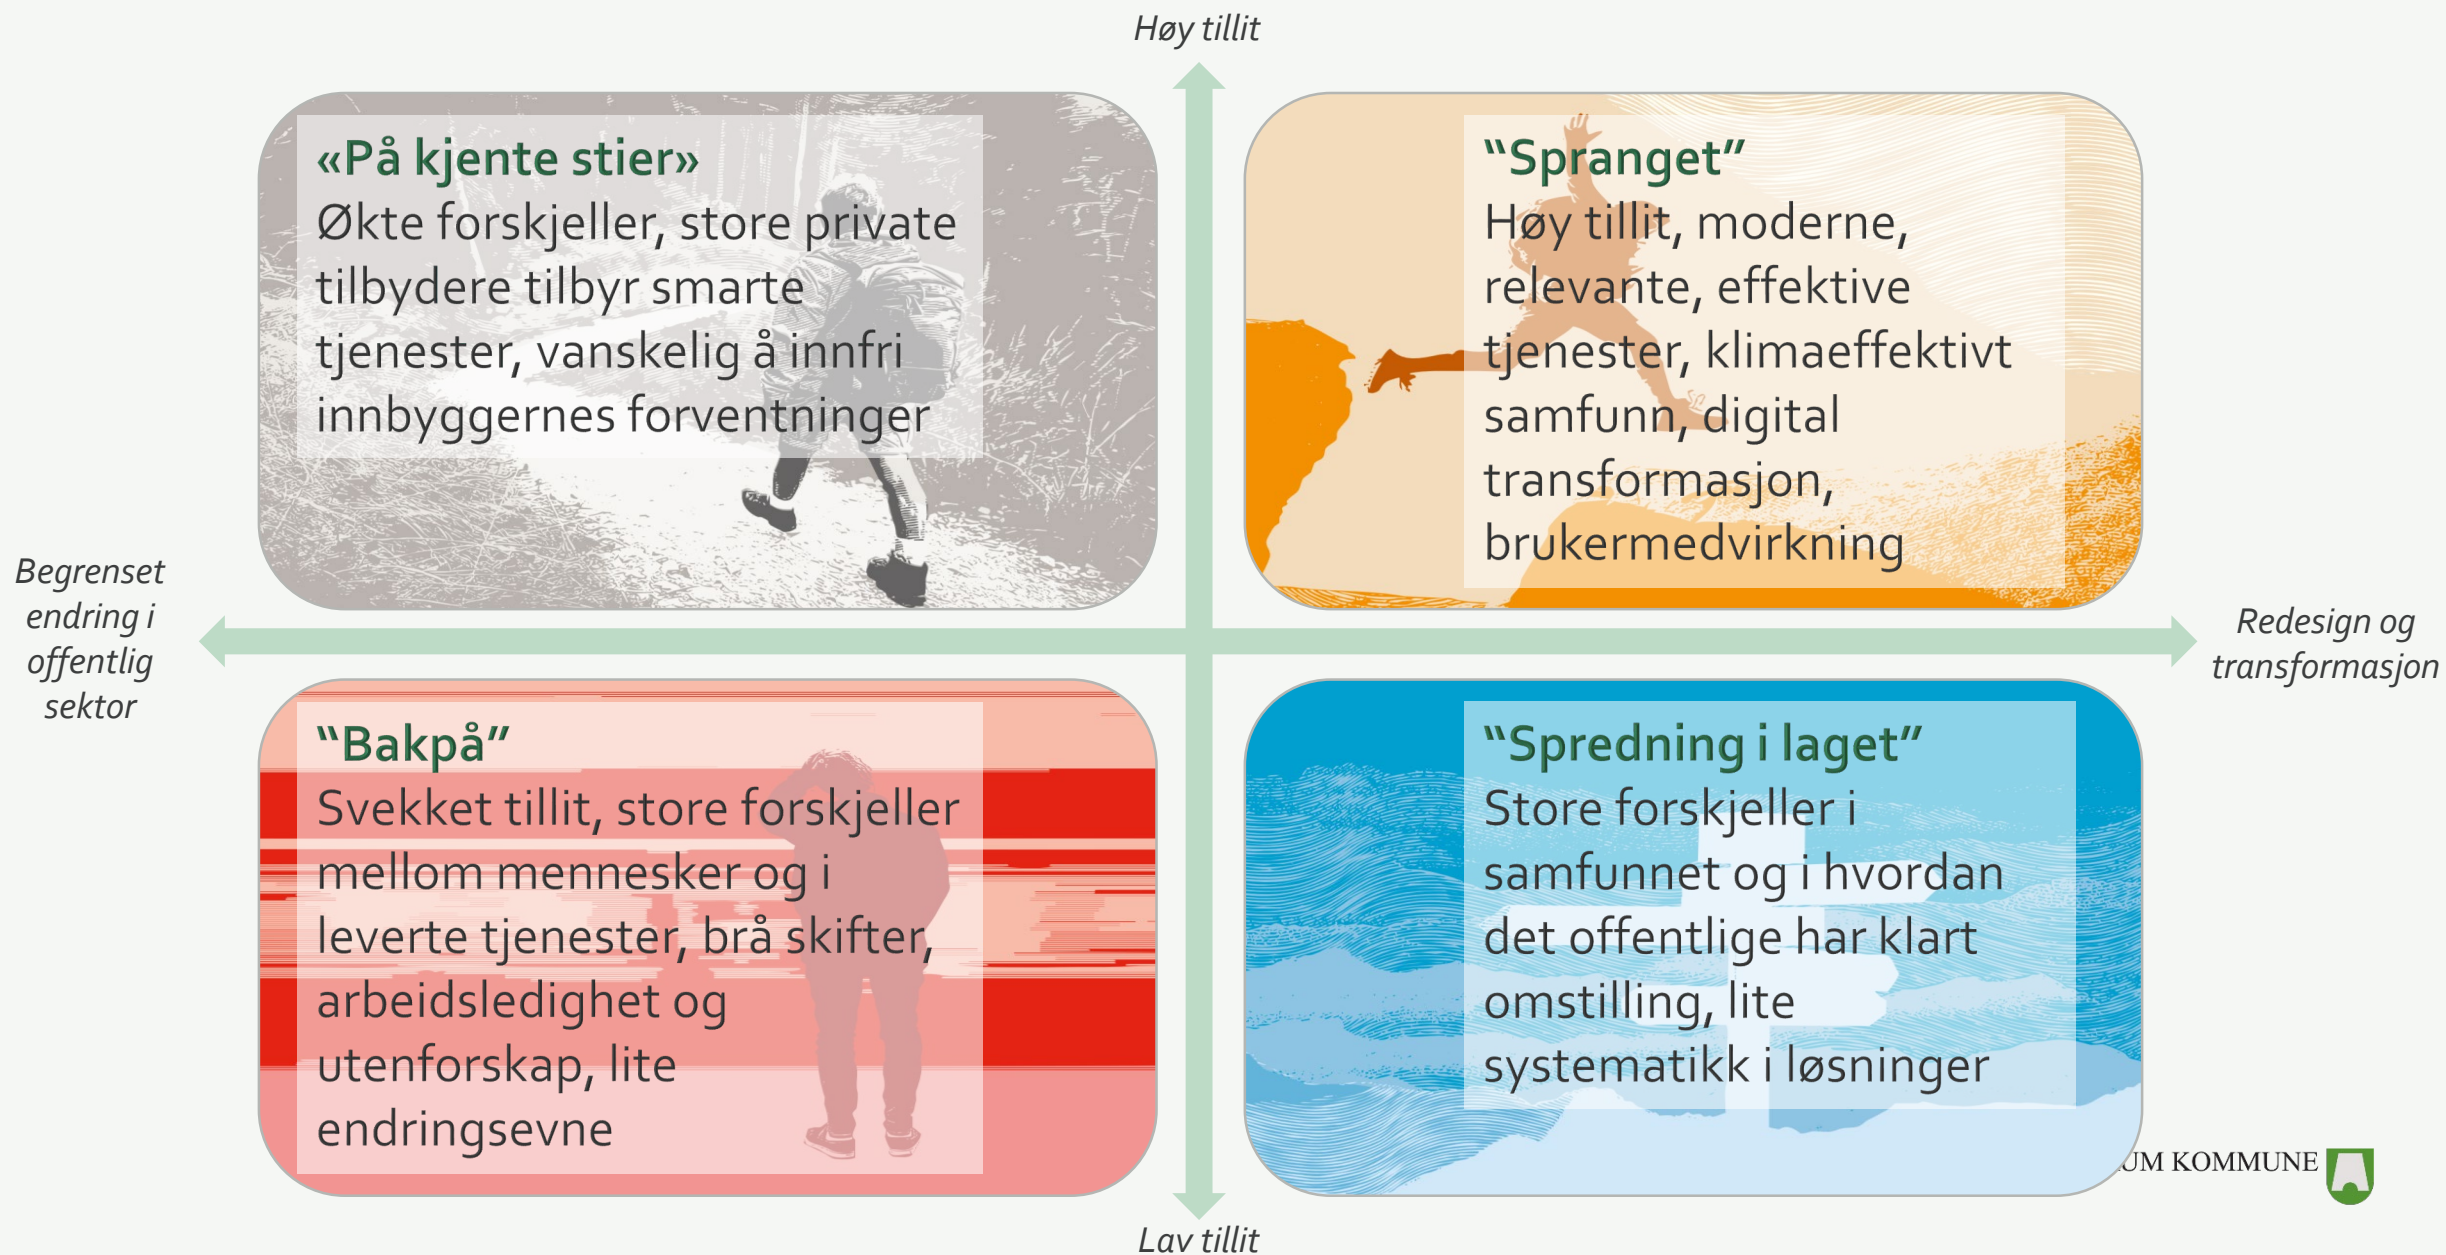 Høy tillit
«På kjente stier»
Økte forskjeller, store private
tilbydere tilbyr smarte
tjenester, vanskelig å innfri
innbyggernes forventninger
“Spranget”
Høy tillit, moderne,
relevante, effektive
tjenester, klimaeffektivt
samfunn, digital
transformasjon,
brukermedvirkning
Begrenset
endring i
offentlig
sektor
Redesign og
transformasjon
“Bakpå”
Svekket tillit, store forskjeller
mellom mennesker og i
leverte tjenester, brå skifter,
arbeidsledighet og
utenforskap, lite
endringsevne
“Spredning i laget”
Store forskjeller i
samfunnet og i hvordan
det offentlige har klart
omstilling, lite
systematikk i løsninger
KOMMUNE
Lav tillit